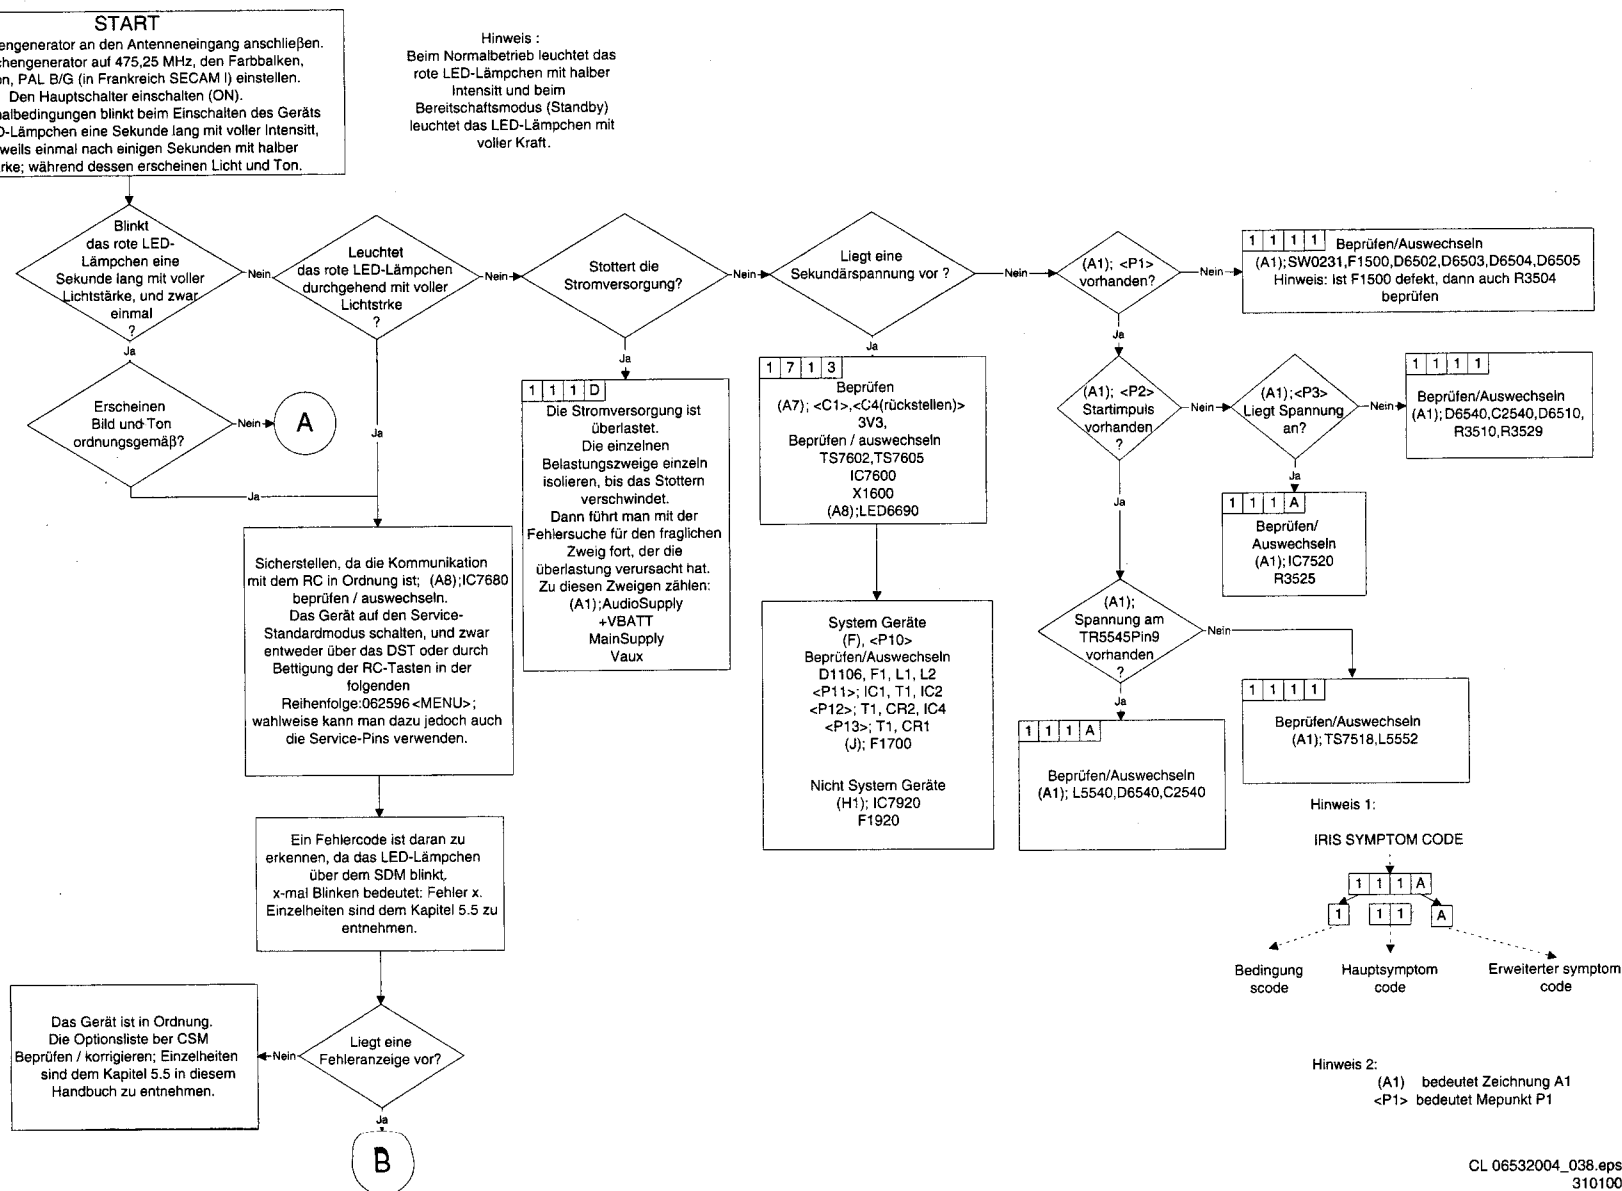 START
engenerator an den Antenneneingang anschließen.
chengenerator auf 475,25 MHz, den Farbbalken,
n, PAL B/G (in Frankreich SECAM I) einstellen.
Den Hauptschalter einschalten (ON).
albedingungen blinkt beim Einschalten des Geräts
D-Lämpchen eine Sekunde lang mit voller Intensitt,
weils einmal nach einigen Sekunden mit halber
rke; während dessen erscheinen Licht und Ton.
Hinweis :
Beim Normalbetrieb leuchtet das
rote LED-Lämpchen mit halber
Intensitt und beim
Bereitschaftsmodus (Standby)
leuchtet das LED-Lämpchen mit
voller Kraft.
Blinkt
das rote LED-
Lämpchen eine
Sekunde lang mit voller
Lichtstärke, und zwar
einmal
?
Nein
Leuchtet
das rote LED-Lämpchen
durchgehend mit voller
Lichtstrke
?
Nein
Stottert die
Stromversorgung?
Nein
Liegt eine
Sekundärspannung vor ?
Nein
(A1); <P1>
vorhanden?
Nein
1 1 1 1
Beprüfen/Auswechseln
(A1);SW0231,F1500,D6502,D6503,D6504,D6505
Hinweis: ist F1500 defekt, dann auch R3504
beprüfen
Ja
Erscheinen
Bild und Ton
ordnungsgemäß?
Nein
A
Ja
Ja
Ja
1 1 1 D
Die Stromversorgung ist
überlastet.
Die einzelnen
Belastungszweige einzeln
isolieren, bis das Stottern
verschwindet.
Dann führt man mit der
Fehlersuche für den fraglichen
Zweig fort, der die
überlastung verursacht hat.
Zu diesen Zweigen zählen:
(A1);AudioSupply
+VBATT
MainSupply
Vaux
Ja
1 7 1 3
Beprüfen
(A7); <C1>,<C4(rückstellen)>
3V3,
Beprüfen / auswechseln
TS7602,TS7605
IC7600
X1600
(A8);LED6690
System Geräte
(F), <P10>
Beprüfen/Auswechseln
D1106, F1, L1, L2
<P11>; IC1, T1, IC2
<P12>; T1, CR2, IC4
<P13>; T1, CR1
(J); F1700
Nicht System Geräte
(H1); IC7920
F1920
Ja
(A1); <P2>
Startimpuls
vorhanden
?
Nein
(A1);<P3>
Liegt Spannung
an?
Nein
1 1 1 1
Beprüfen/Auswechseln
(A1); D6540,C2540,D6510,
R3510,R3529
Ja
1 1 1 A
Beprüfen/
Auswechseln
(A1); IC7520
R3525
Ja
(A1);
Spannung am
TR5545Pin9
vorhanden
?
Nein
1 1 1 1
Beprüfen/Auswechseln
(A1); TS7518,L5552
Ja
1 1 1 A
Beprüfen/Auswechseln
(A1); L5540,D6540,C2540
Sicherstellen, da die Kommunikation
mit dem RC in Ordnung ist; (A8);IC7680
beprüfen / auswechseln.
Das Gerät auf den Service-
Standardmodus schalten, und zwar
entweder über das DST oder durch
Bettigung der RC-Tasten in der
folgenden
Reihenfolge:062596<MENU>;
wahlweise kann man dazu jedoch auch
die Service-Pins verwenden.
Ein Fehlercode ist daran zu
erkennen, da das LED-Lämpchen
über dem SDM blinkt.
x-mal Blinken bedeutet: Fehler x.
Einzelheiten sind dem Kapitel 5.5 zu
entnehmen.
Liegt eine
Fehleranzeige vor?
Nein
Das Gerät ist in Ordnung.
Die Optionsliste ber CSM
Beprüfen / korrigieren; Einzelheiten
sind dem Kapitel 5.5 in diesem
Handbuch zu entnehmen.
Ja
B
Hinweis 1:
IRIS SYMPTOM CODE
1 1 1 A
1 1 1 A
Bedingung
scode
Hauptsymptom
code
Erweiterter symptom
code
Hinweis 2:
(A1) bedeutet Zeichnung A1
<P1> bedeutet Mepunkt P1
CL 06532004_038.eps
310100